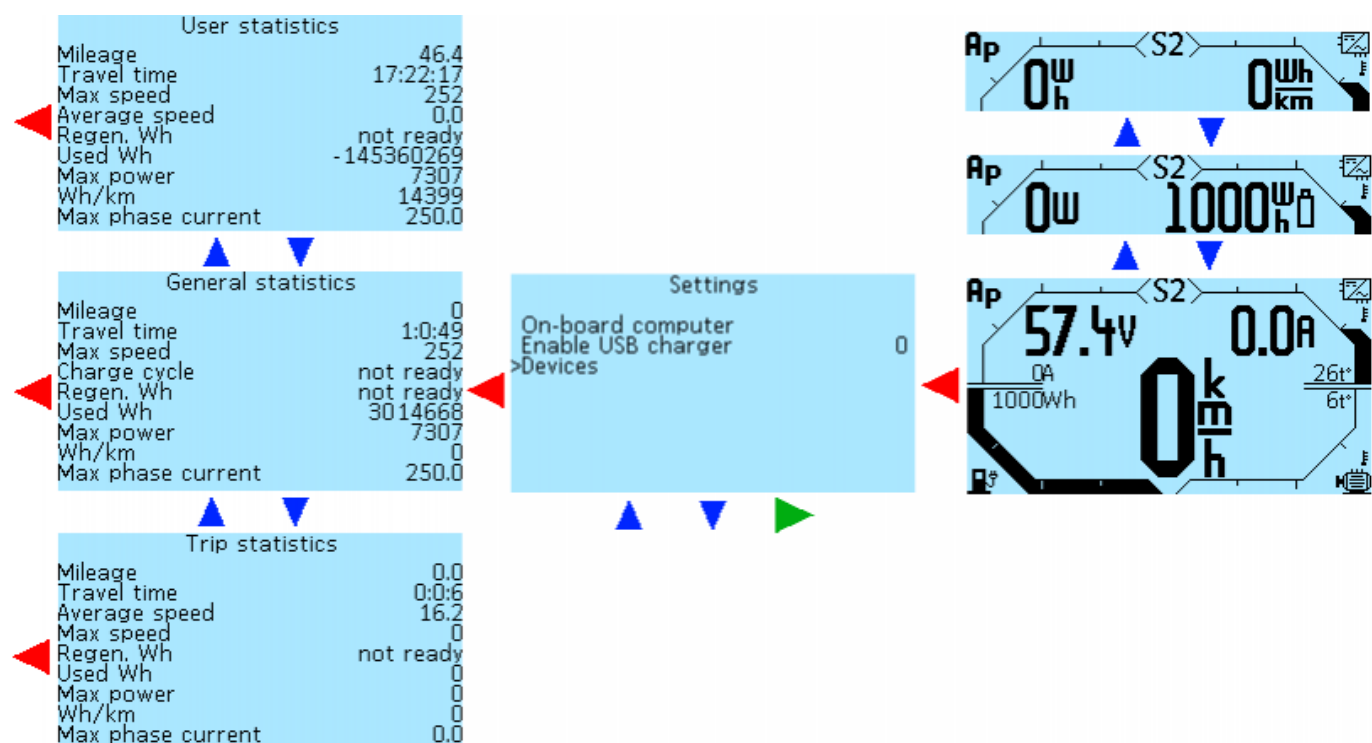 User statistics
Mileage 46.4
Travel time 17:22:17
Max speed 252
Average speed 0.0
Regen. Wh not ready
Used Wh -145360269
Max power 7307
Wh/km 14399
Max phase current 250.0
General statistics
Mileage 0
Travel time 1:0:49
Max speed 252
Charge cycle not ready
Regen. Wh not ready
Used Wh 3014668
Max power 7307
Wh/km 0
Max phase current 250.0
Trip statistics
Mileage 0.0
Travel time 0:0:6
Average speed 16.2
Max speed 0
Regen. Wh not ready
Used Wh 0
Max power 0
Wh/km 0
Max phase current 0.0
Settings
On-board computer
Enable USB charger 0
>Devices
Ap S2
0 Wh 0 Wh/km
Ap S2
0W 1000Wh
Ap S2
57.4V 0.0A
0A 26t°
1000Wh 6t°
0 km/h